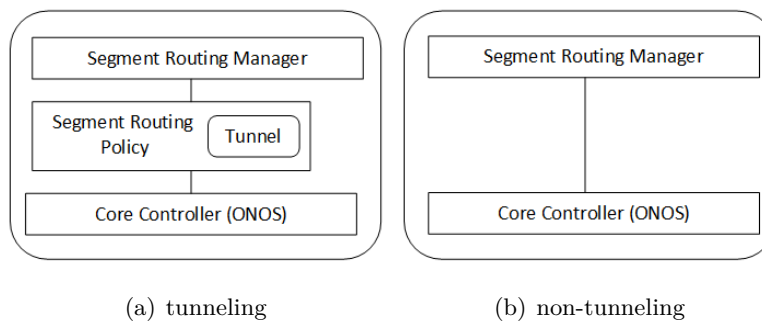 Segment Routing Manager
Segment Routing
Policy
Tunnel
Core Controller (ONOS)
(a) tunneling
Segment Routing Manager
Core Controller (ONOS)
(b) non-tunneling